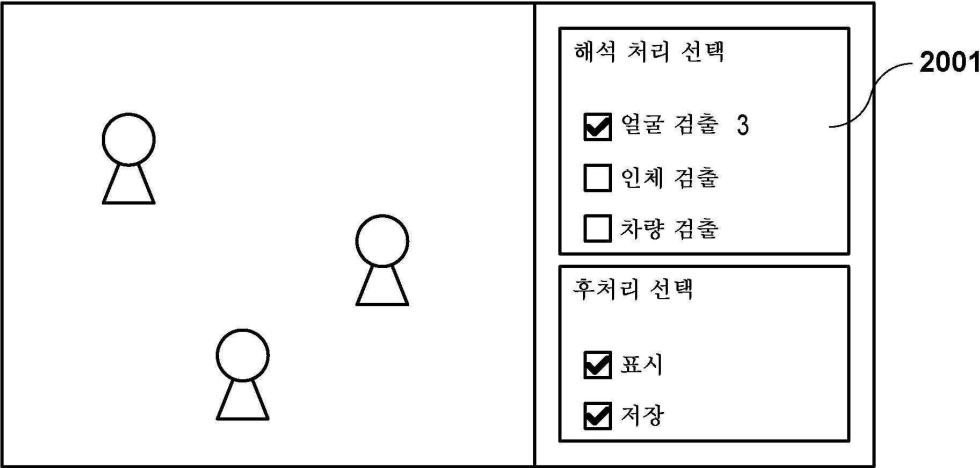 해석 처리 선택
2001
얼굴 검출 3
인체 검출
차량 검출
후처리 선택
표시
저장